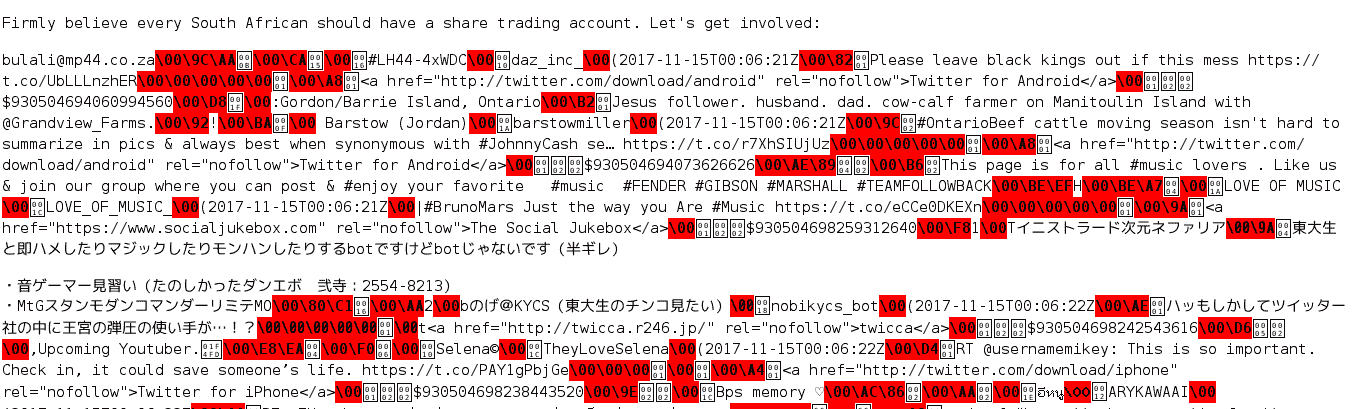 Firmly believe every South African should have a share trading account. Let's get involved:
bulali@mp44.co.za\00\9C\AA\00\CA\00#LH44-4xWDC\00daz_inc_\00(2017-11-15T00:06:21Z\00\82Please leave black kings out if this mess https://
t.co/UbLLLnzhER\00\00\00\00\00\00\A8<a href="http://twitter.com/download/android" rel="nofollow">Twitter for Android</a>\00
$930504694060994560\00\D8\00:Gordon/Barrie Island, Ontario\00\B2Jesus follower. husband. dad. cow-calf farmer on Manitoulin Island with
@Grandview_Farms.\00\92!\00\BA\00 Barstow (Jordan)\00barstowmiller\00(2017-11-15T00:06:21Z\00\9C#OntarioBeef cattle moving season isn't hard to
summarize in pics & always best when synonymous with #JohnnyCash se… https://t.co/r7XhSIUjUz\00\00\00\00\00\00\A8<a href="http://twitter.com/
download/android" rel="nofollow">Twitter for Android</a>\00$930504694073626626\00\AE\89\00\B6This page is for all #music lovers . Like us
& join our group where you can post & #enjoy your favorite #music #FENDER #GIBSON #MARSHALL #TEAMFOLLOWBACK\00\BE\EFH\00\BE\A7\00LOVE OF MUSIC
\00LOVE_OF_MUSIC_\00(2017-11-15T00:06:21Z\00|#BrunoMars Just the way you Are #Music https://t.co/eCCe0DKEXn\00\00\00\00\00\00\9A<a
href="https://www.socialjukebox.com" rel="nofollow">The Social Jukebox</a>\00$930504698259312640\00\F81\00Tイニストラード次元ネファリア\00\9A東大生
と即ハメしたりマジックしたりモンハンしたりするbotですけどbotじゃないです (半ギレ)
・音ゲーマー見習い (たのしかったダンエボ 弐寺:2554-8213)
・MtGスタンモダンコマンダーリミテMO\00\80\C1\00\AA2\00bのげ@KYCS (東大生のチンコ見たい) \00nobikycs_bot\00(2017-11-15T00:06:22Z\00\AEハッもしかしてツイッター
社の中に王宮の弾圧の使い手が…!?\00\00\00\00\00\00t<a href="http://twicca.r246.jp/" rel="nofollow">twicca</a>\00$930504698242543616\00\D6
\00,Upcoming Youtuber.\00\E8\EA\00\F0\00Selena©\00TheyLoveSelena\00(2017-11-15T00:06:22Z\00\D4RT @usernamemikey: This is so important.
Check in, it could save someone’s life. https://t.co/PAY1gPbjGe\00\00\00\00\00\A4<a href="http://twitter.com/download/iphone"
rel="nofollow">Twitter for iPhone</a>\00$930504698238443520\00\9E\00Bps memory ♡\00\AC\86\00\AA\00\00ARYKAWAAI\00